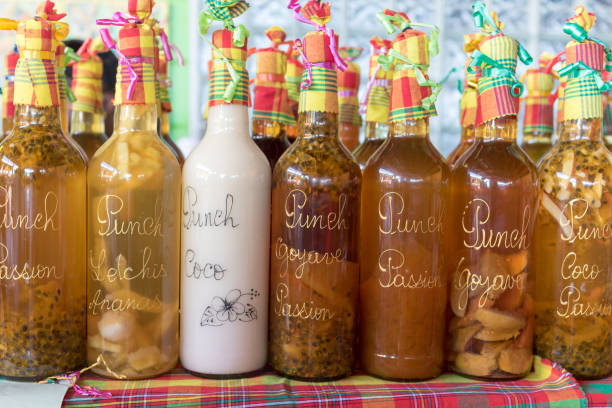 Punch
Passion
Punch
Letchis
Ananas
Punch
Coco
Punch
Goyave
Passion
Punch
Passion
Punch
Goyave
Punch
Coco
Passion